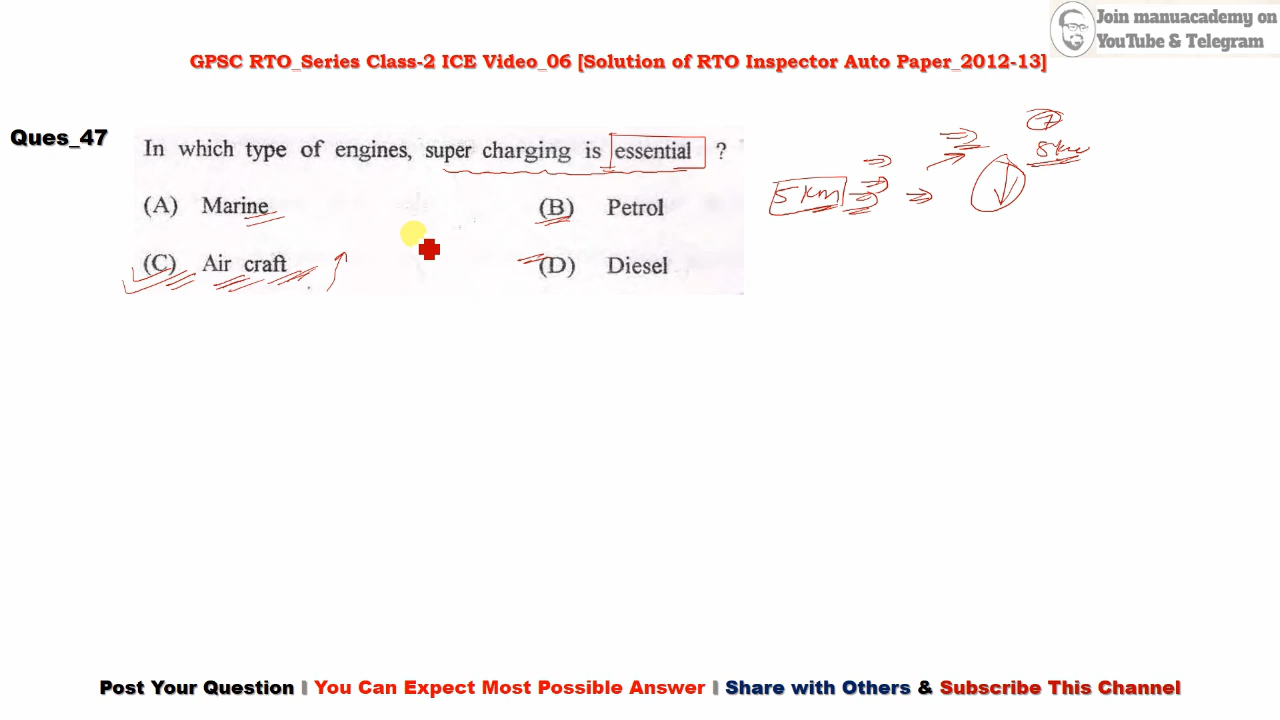 Join manuacademy on
YouTube & Telegram
GPSC RTO_Series Class-2 ICE Video_06 [Solution of RTO Inspector Auto Paper_2012-13]
Ques_47
In which type of engines, super charging is essential ?
(A) Marine
(B) Petrol
(C) Air craft
(D) Diesel
5 km
8 km
Post Your Question | You Can Expect Most Possible Answer | Share with Others & Subscribe This Channel